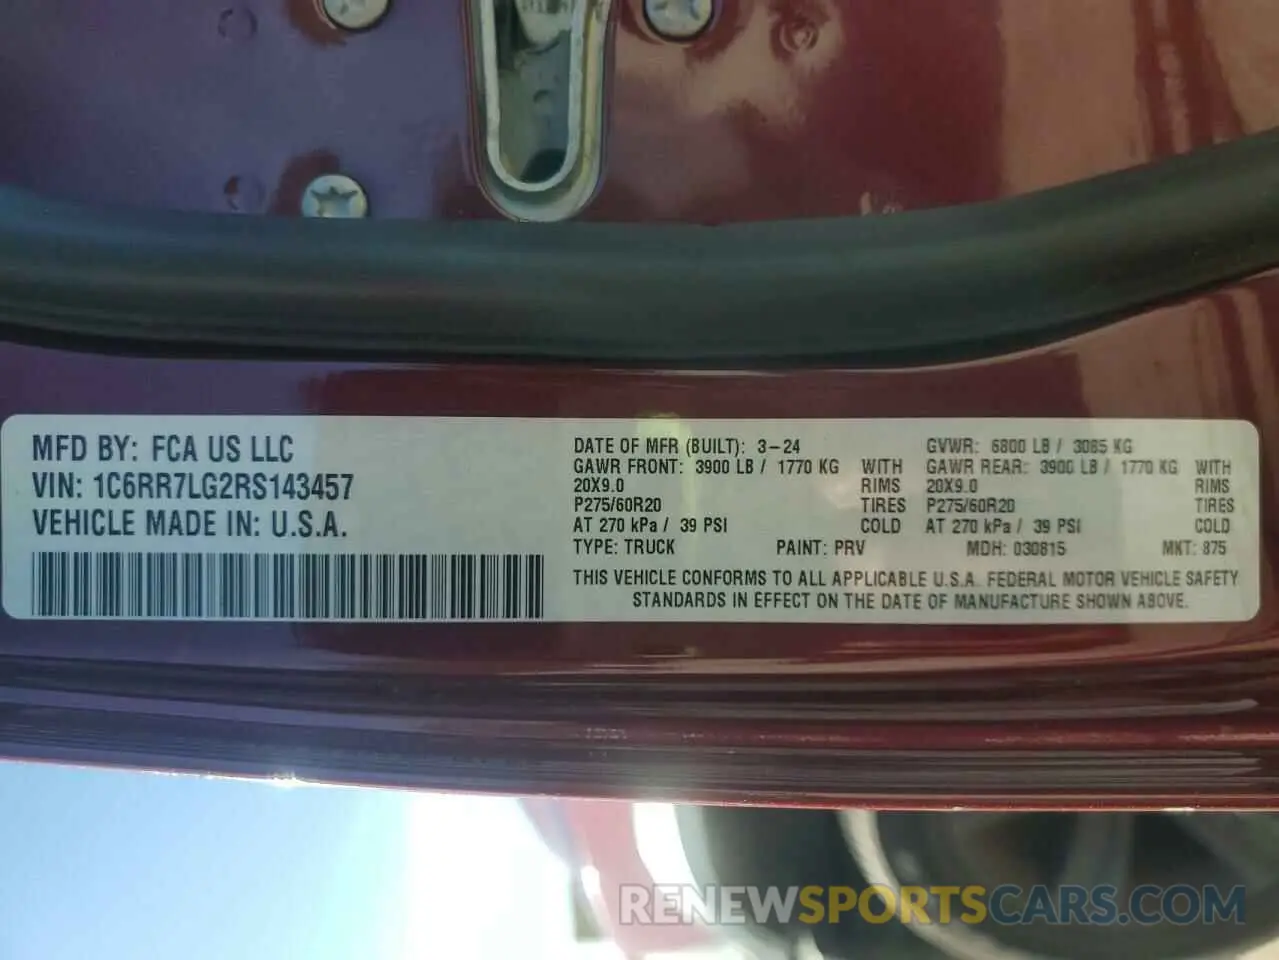 MFD BY: FCA US LLC
VIN: 1C6RR7LG2RS143457
VEHICLE MADE IN: U.S.A.
DATE OF MFR (BUILT): 3-24
GAWR FRONT: 3900 LB / 1770 KG WITH
20X9.0 RIMS
P275/60R20 TIRES
AT 270 kPa / 39 PSI COLD
GVWR: 6800 LB / 3085 KG
GAWR REAR: 3900 LB / 1770 KG WITH
20X9.0 RIMS
P275/60R20 TIRES
AT 270 kPa / 39 PSI COLD
TYPE: TRUCK PAINT: PRV MDH: 030815 MKT: 875
THIS VEHICLE CONFORMS TO ALL APPLICABLE U.S.A. FEDERAL MOTOR VEHICLE SAFETY
STANDARDS IN EFFECT ON THE DATE OF MANUFACTURE SHOWN ABOVE.
RENEWSPORTSCARS.COM